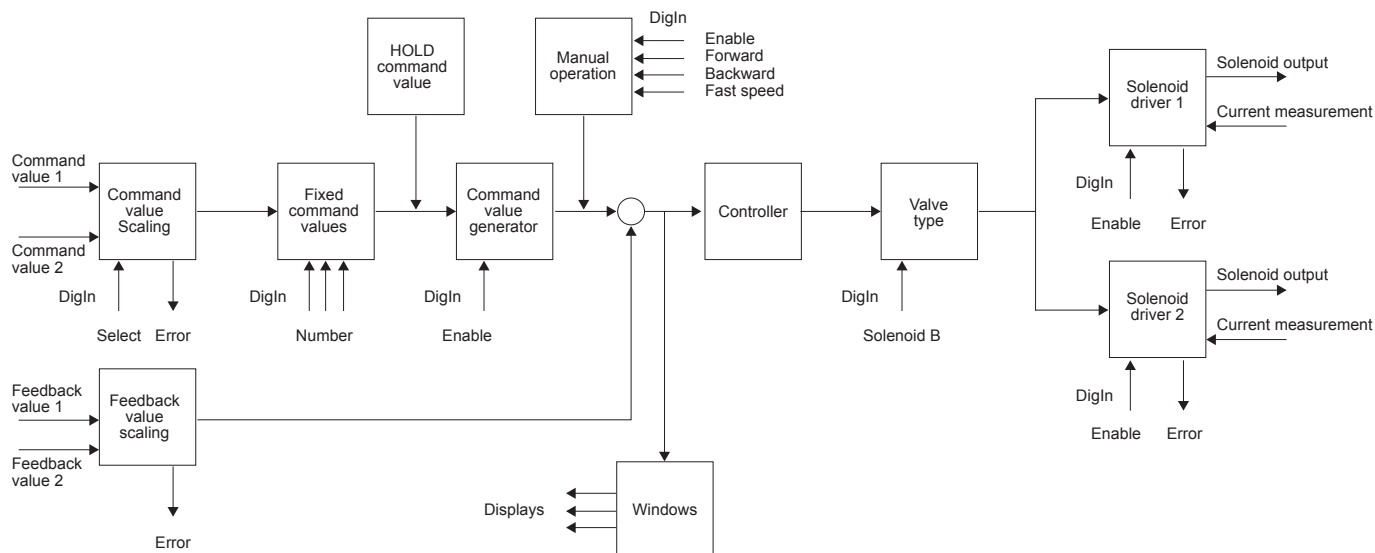 HOLD
command
value
Manual
operation
DigIn
Enable
Forward
Backward
Fast speed
Solenoid
driver 1
Solenoid output
Current measurement
DigIn
Enable
Error
Command
value 1
Command
value 2
Command
value
Scaling
DigIn
Select
Error
Fixed
command
values
DigIn
Number
Command
value
generator
DigIn
Enable
Controller
Valve
type
DigIn
Solenoid B
Solenoid
driver 2
Solenoid output
Current measurement
DigIn
Enable
Error
Feedback
value 1
Feedback
value 2
Feedback
value
scaling
Error
Displays
Windows